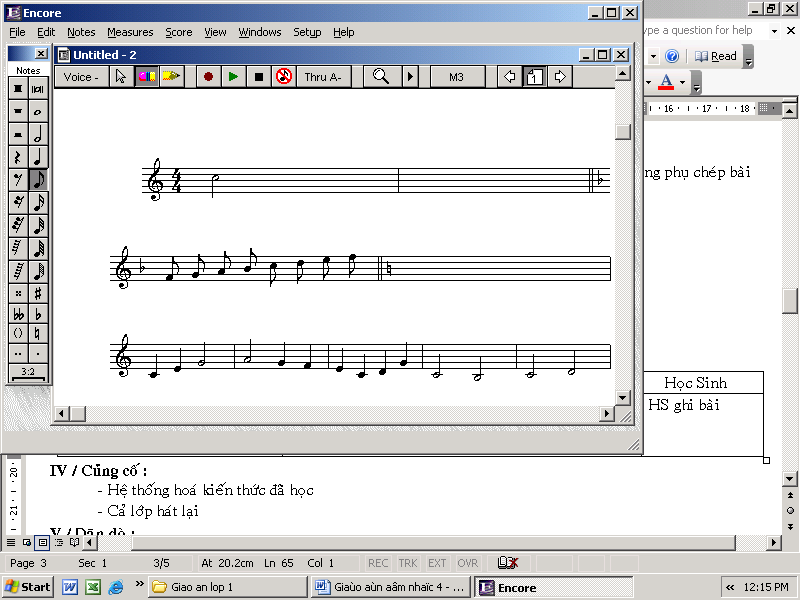 Encore
File Edit Notes Measures Score View Windows Setup Help
ype a question for help
Notes
Untitled - 2
Voice -
Thru A-
M3
1
Read
A
16 17 18
3:2
ng phụ chép bài
Học Sinh
HS ghi bài
IV / Củng cố :
- Hệ thống hoá kiến thức đã học
- Cả lớp hát lại
V / Dặn dò :
20
21
Page 3 Sec 1 3/5 At 20.2cm Ln 65 Col 1 REC TRK EXT OVR
Start
Giao an lop 1
Giaùo aùn aâm nhaïc 4 - ...
Encore
12:15 PM